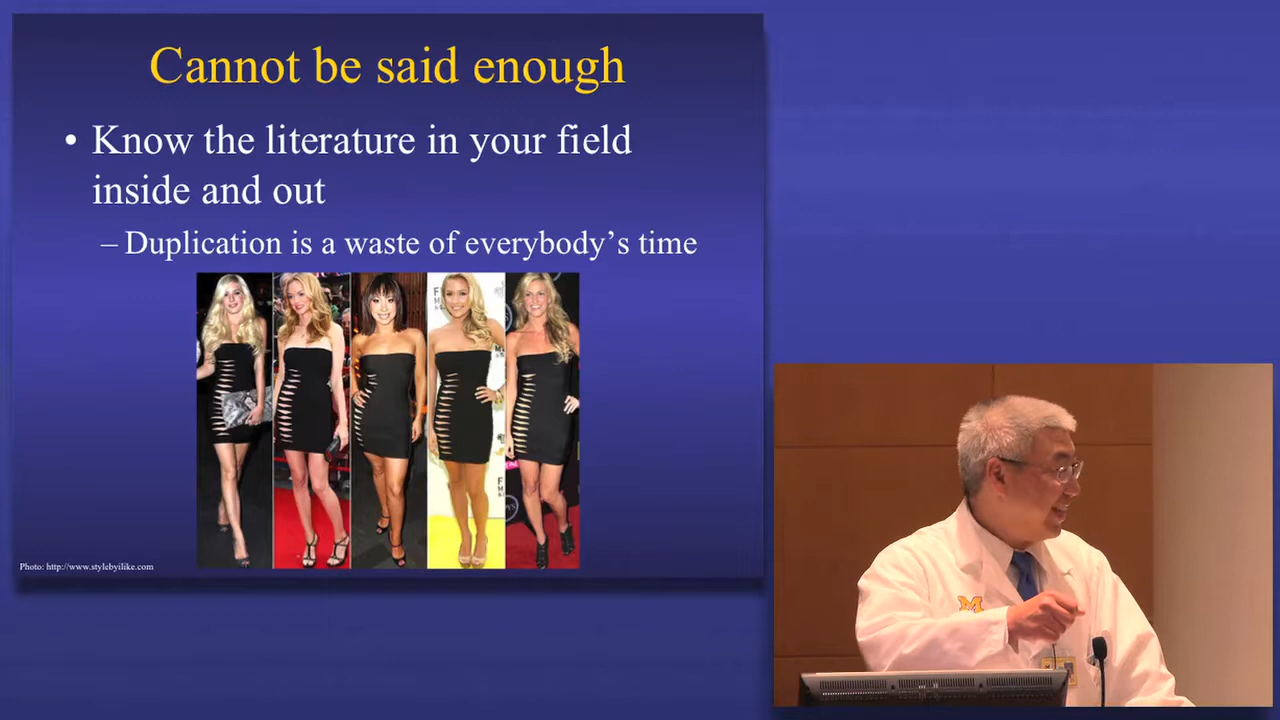 Cannot be said enough
• Know the literature in your field
inside and out
– Duplication is a waste of everybody's time
Photo: http://www.stylebyilike.com
M